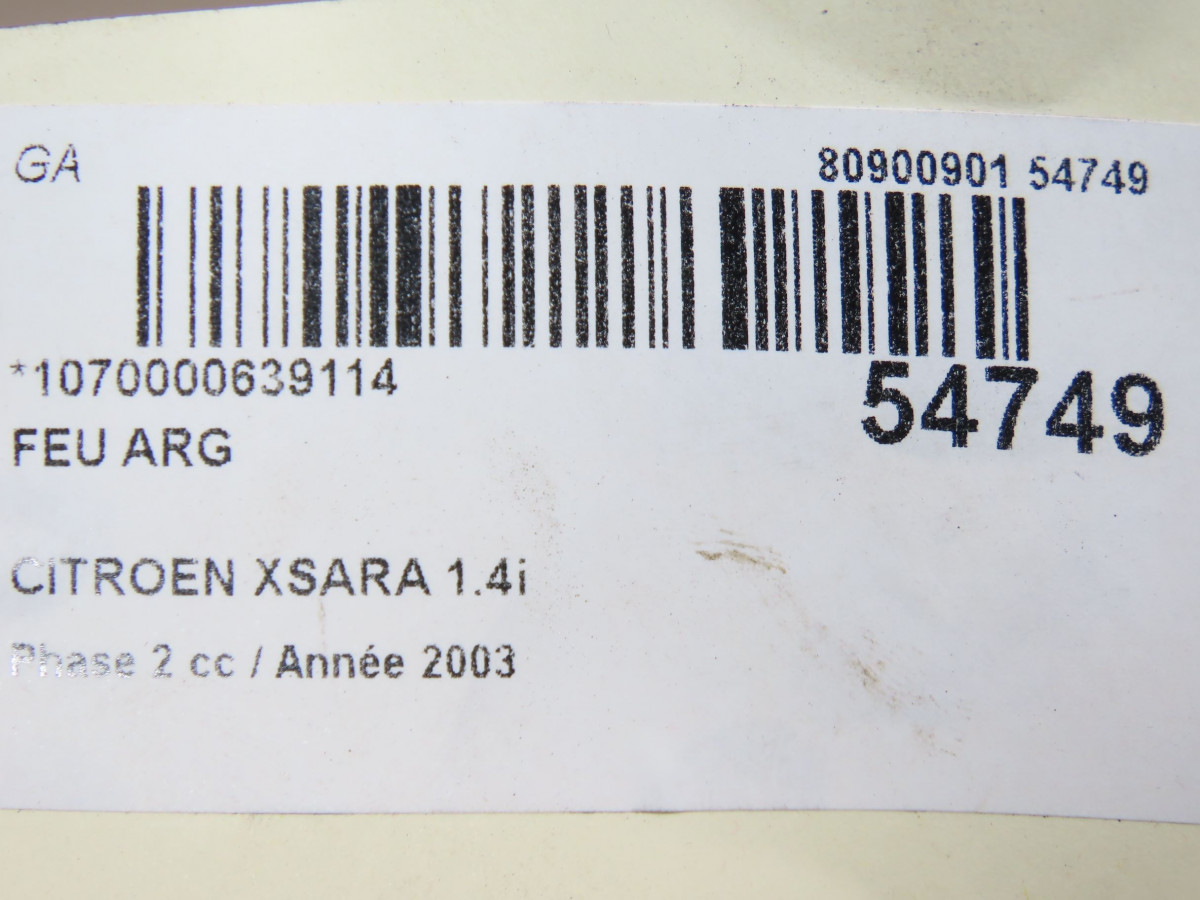 GA
80900901 54749
*1070000639114
54749
FEU ARG
CITROEN XSARA 1.4i
Phase 2 cc / Année 2003